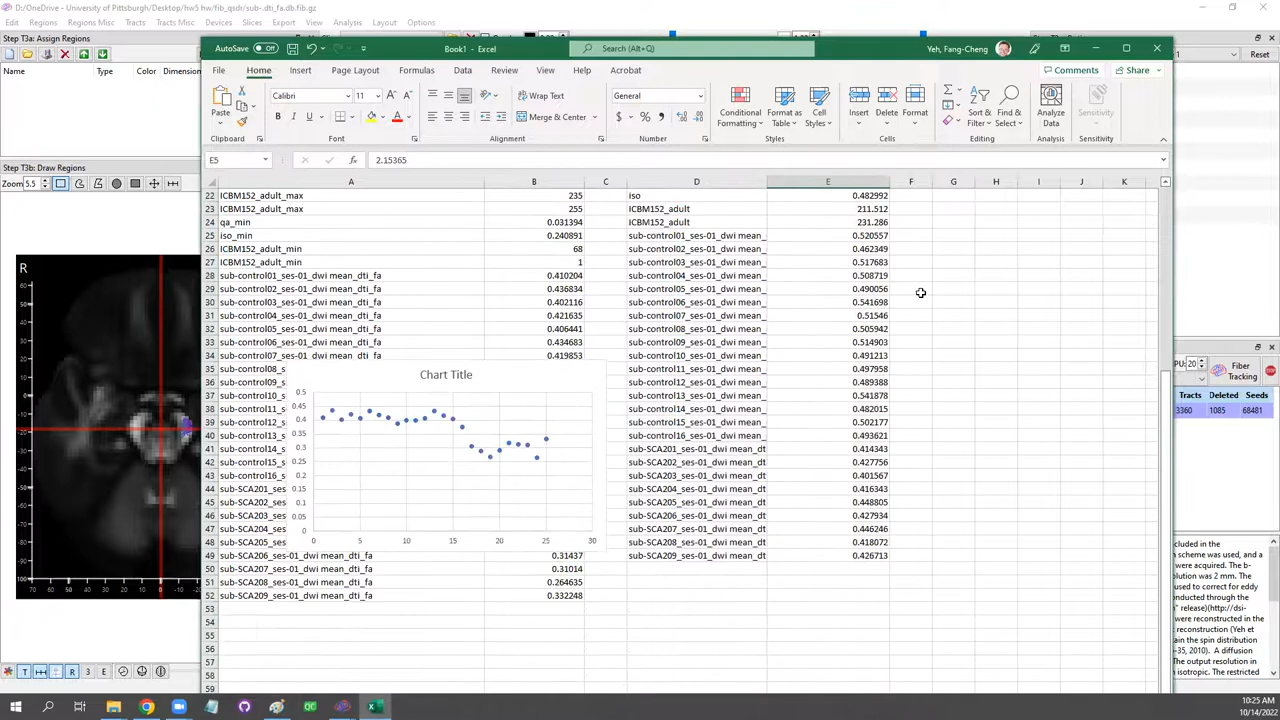 D:/OneDrive - University of Pittsburgh/Desktop/hw5 hw/fib_qsdr/sub-.dti_fa.db.fib.gz
Edit Regions Regions Misc Tracts Tracts Misc Devices Slices Export View Analysis Layout Options
Step T3a: Assign Regions
Name Type Color Dimension
Step T3b: Draw Regions
Zoom 5.5
R
60
50
40
30
20
10
0
70 60 50 40 30 20 10 0
AutoSave Off
Book1 - Excel
Search (Alt+Q)
Yeh, Fang-Cheng
File Home Insert Page Layout Formulas Data Review View Help Acrobat
Comments Share
Paste
Calibri 11
Wrap Text
General
Merge & Center
Conditional Formatting
Format as Table
Cell Styles
Insert Delete Format
Sort & Filter
Find & Select
Analyze Data
Sensitivity
Clipboard Font Alignment Number Styles Cells Editing Analysis Sensitivity
E5 2.15365
A B C D E F G H I J K
22 ICBM152_adult_max 235 iso 0.482992
23 ICBM152_adult_max 255 ICBM152_adult 211.512
24 qa_min 0.031394 ICBM152_adult 231.286
25 iso_min 0.240891 sub-control01_ses-01_dwi mean_ 0.520557
26 ICBM152_adult_min 68 sub-control02_ses-01_dwi mean_ 0.462349
27 ICBM152_adult_min 1 sub-control03_ses-01_dwi mean_ 0.517683
28 sub-control01_ses-01_dwi mean_dti_fa 0.410204 sub-control04_ses-01_dwi mean_ 0.508719
29 sub-control02_ses-01_dwi mean_dti_fa 0.436834 sub-control05_ses-01_dwi mean_ 0.490056
30 sub-control03_ses-01_dwi mean_dti_fa 0.402116 sub-control06_ses-01_dwi mean_ 0.541698
31 sub-control04_ses-01_dwi mean_dti_fa 0.421635 sub-control07_ses-01_dwi mean_ 0.51546
32 sub-control05_ses-01_dwi mean_dti_fa 0.406441 sub-control08_ses-01_dwi mean_ 0.505942
33 sub-control06_ses-01_dwi mean_dti_fa 0.434683 sub-control09_ses-01_dwi mean_ 0.514903
34 sub-control07_ses-01_dwi mean_dti_fa 0.419853 sub-control10_ses-01_dwi mean_ 0.491213
35 sub-control08_s sub-control11_ses-01_dwi mean_ 0.497958
36 sub-control09_s sub-control12_ses-01_dwi mean_ 0.489388
37 sub-control10_s sub-control13_ses-01_dwi mean_ 0.541878
38 sub-control11_s sub-control14_ses-01_dwi mean_ 0.482015
39 sub-control12_s sub-control15_ses-01_dwi mean_ 0.502177
40 sub-control13_s sub-control16_ses-01_dwi mean_ 0.493621
41 sub-control14_s sub-SCA201_ses-01_dwi mean_dt 0.414343
42 sub-control15_s sub-SCA202_ses-01_dwi mean_dt 0.427756
43 sub-control16_s sub-SCA203_ses-01_dwi mean_dt 0.401567
44 sub-SCA201_ses sub-SCA204_ses-01_dwi mean_dt 0.416343
45 sub-SCA202_ses sub-SCA205_ses-01_dwi mean_dt 0.448805
46 sub-SCA203_ses sub-SCA206_ses-01_dwi mean_dt 0.427934
47 sub-SCA204_ses sub-SCA207_ses-01_dwi mean_dt 0.446246
48 sub-SCA205_ses sub-SCA208_ses-01_dwi mean_dt 0.418072
49 sub-SCA206_ses-01_dwi mean_dti_fa 0.31437 sub-SCA209_ses-01_dwi mean_dt 0.426713
50 sub-SCA207_ses-01_dwi mean_dti_fa 0.31014
51 sub-SCA208_ses-01_dwi mean_dti_fa 0.264635
52 sub-SCA209_ses-01_dwi mean_dti_fa 0.332248
53
54
55
56
57
58
59
Chart Title
0.5
0.45
0.4
0.35
0.3
0.25
0.2
0.15
0.1
0.05
0
0 5 10 15 20 25 30
Reset
PU: 20
Fiber Tracking
Tracts Deleted Seeds
3360 1085 68481
cluded in the
n scheme was used, and a
were acquired. The b-
olution was 2 mm. The
used to correct for eddy
onducted through the
" release)(http://dsi-
were reconstructed in the
reconstruction (Yeh et
tain the spin distribution
-35, 2010). A diffusion
The output resolution in
isotropic. The restricted
T R 3 E
10:25 AM
10/14/2022